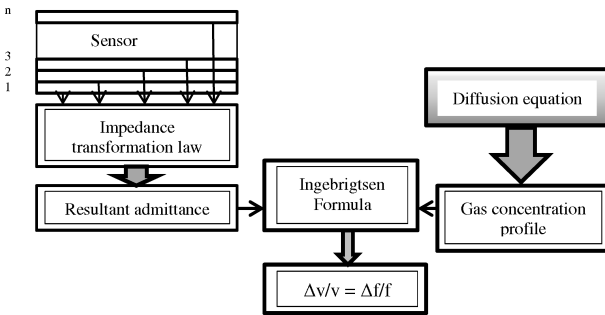 n
Sensor
3
2
1
Impedance
transformation law
Resultant admittance
Ingebrigtsen
Formula
Δv/v = Δf/f
Diffusion equation
Gas concentration
profile